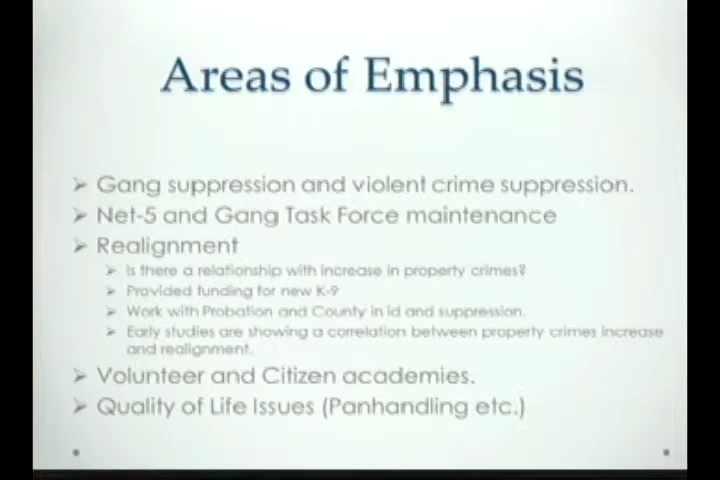 Areas of Emphasis
Gang suppression and violent crime suppression.
Net-5 and Gang Task Force maintenance
Realignment
Is there a relationship with increase in property crimes?
Provided funding for new K-9
Work with Probation and County in id and suppression.
Early studies are showing a correlation between property crimes increase
and realignment.
Volunteer and Citizen academies.
Quality of Life Issues (Panhandling etc.)